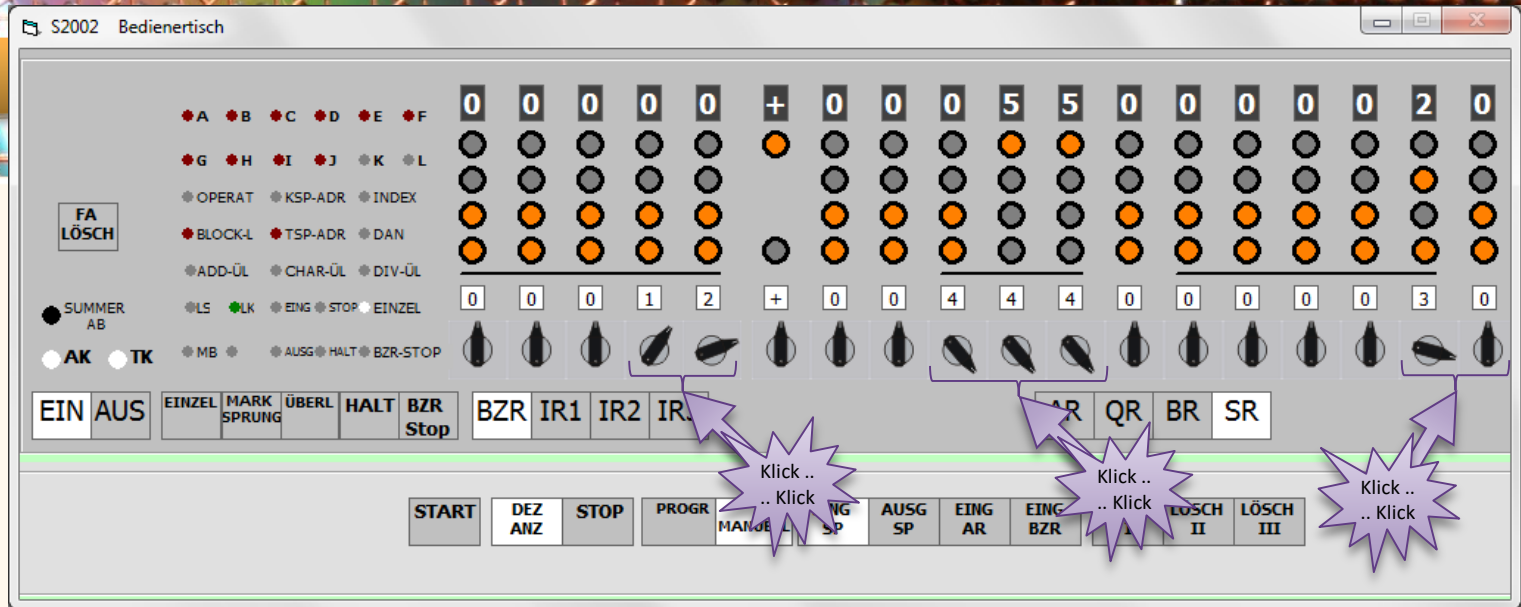 S2002 Bedienertisch
0 0 0 0 0 + 0 0 0 5 5 0 0 0 0 0 2 0
A B C D E F
G H I J K L
OPERAT KSP-ADR INDEX
FA
LÖSCH
BLOCK-L TSP-ADR DAN
ADD-ÜL CHAR-ÜL DIV-ÜL
0 0 0 1 2 + 0 0 4 4 4 0 0 0 0 0 3 0
SUMMER
AB
LS LK EING STOP EINZEL
AK TK
MB AUSG HALT BZR-STOP
EIN AUS
EINZEL
MARK
SPRUNG
ÜBERL
HALT
BZR
Stop
BZR IR1 IR2
AR QR BR SR
Klick ..
.. Klick
Klick ..
.. Klick
Klick ..
.. Klick
START
DEZ
ANZ
STOP
PROGR
SP
AUSG
SP
EING
AR
EING
BZR
LÖSCH
II
LÖSCH
III